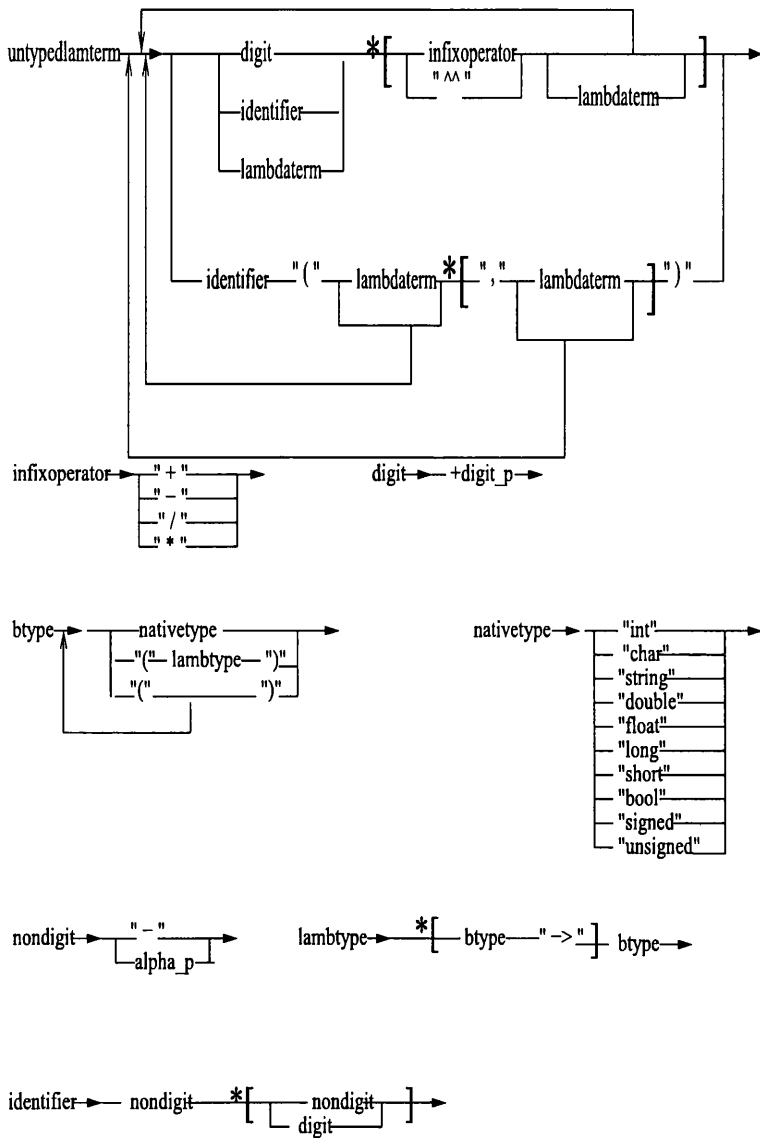 untypedlamterm digit *[ infixoperator ]
"^^"
identifier lambdaterm
lambdaterm
identifier "(" lambdaterm *[ "," lambdaterm ] ")"
infixoperator "+" digit +digit_p
"-"
"/"
"*"
btype nativetype nativetype "int"
"(" lambtype ")" "char"
"(" ")" "string"
"double"
"float"
"long"
"short"
"bool"
"signed"
"unsigned"
nondigit "-" lambtype *[ btype "->" ] btype
alpha_p
identifier nondigit *[ nondigit ]
digit